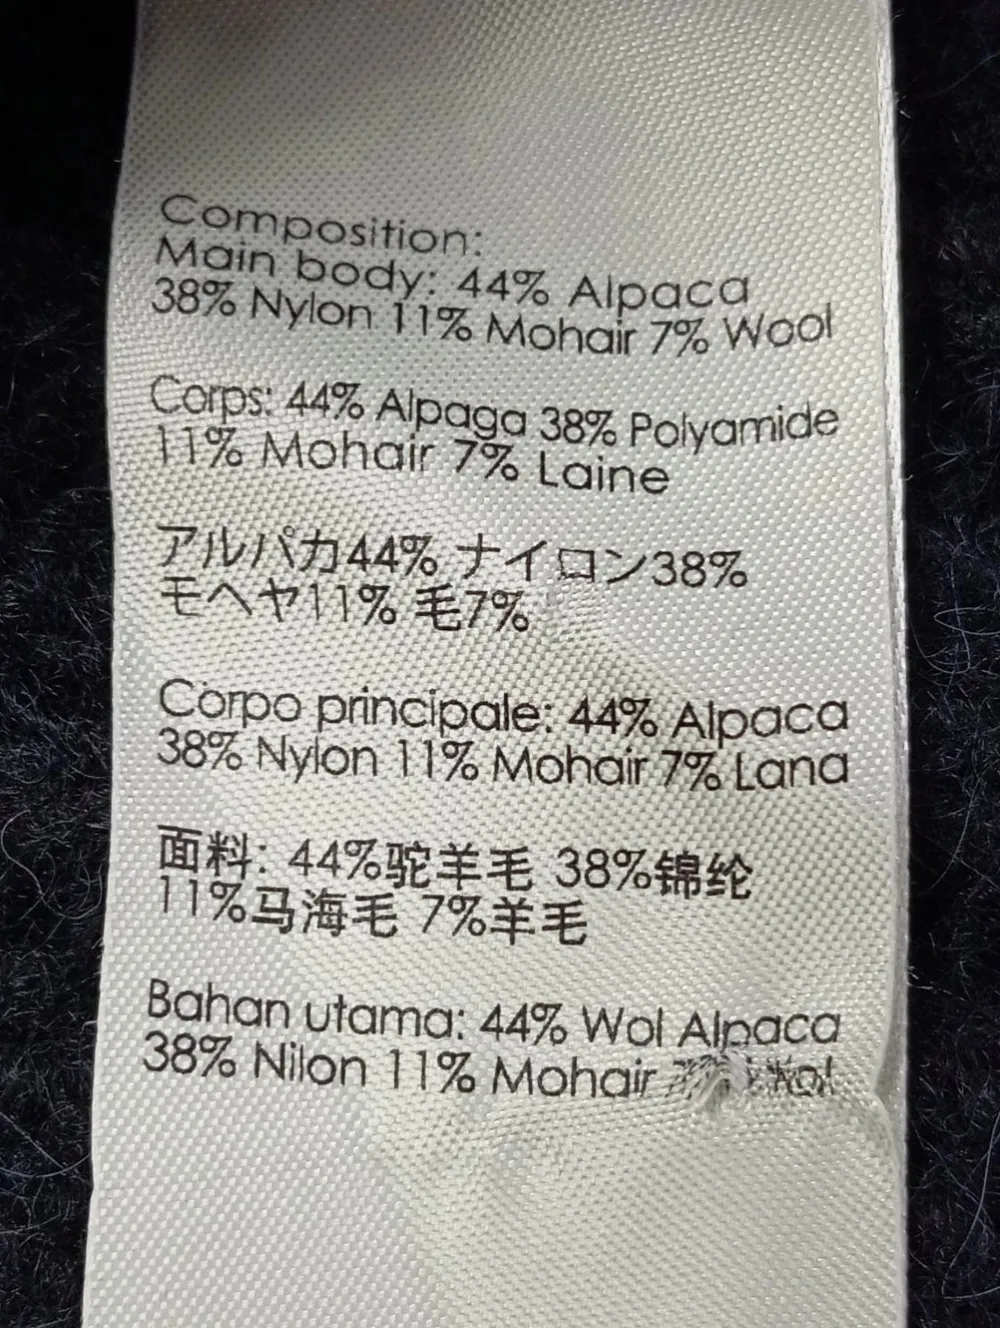 Composition:
Main body: 44% Alpaca
38% Nylon 11% Mohair 7% Wool
Corps: 44% Alpaga 38% Polyamide
11% Mohair 7% Laine
アルパカ44% ナイロン38%
モヘヤ11% 毛7%
Corpo principale: 44% Alpaca
38% Nylon 11% Mohair 7% Lana
面料: 44%驼羊毛 38%锦纶
11%马海毛 7%羊毛
Bahan utama: 44% Wol Alpaca
38% Nilon 11% Mohair